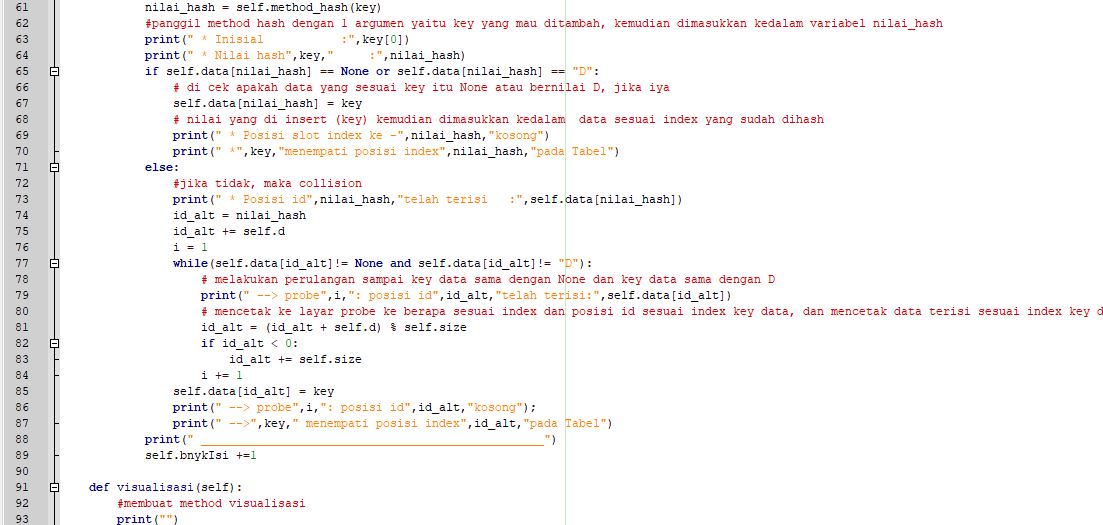 61 nilai_hash = self.method_hash(key)
62 #panggil method hash dengan 1 argumen yaitu key yang mau ditambah, kemudian dimasukkan kedalam variabel nilai_hash
63 print(" * Inisial           :",key[0])
64 print(" * Nilai hash",key,"     :",nilai_hash)
65 if self.data[nilai_hash] == None or self.data[nilai_hash] == "D":
66 # di cek apakah data yang sesuai key itu None atau bernilai D, jika iya
67 self.data[nilai_hash] = key
68 # nilai yang di insert (key) kemudian dimasukkan kedalam  data sesuai index yang sudah dihash
69 print(" * Posisi slot index ke -",nilai_hash,"kosong")
70 print(" *",key,"menempati posisi index",nilai_hash,"pada Tabel")
71 else:
72 #jika tidak, maka collision
73 print(" * Posisi id",nilai_hash,"telah terisi   :",self.data[nilai_hash])
74 id_alt = nilai_hash
75 id_alt += self.d
76 i = 1
77 while(self.data[id_alt]!= None and self.data[id_alt]!= "D"):
78 # melakukan perulangan sampai key data sama dengan None dan key data sama dengan D
79 print(" --> probe",i,": posisi id",id_alt,"telah terisi:",self.data[id_alt])
80 # mencetak ke layar probe ke berapa sesuai index dan posisi id sesuai index key data, dan mencetak data terisi sesuai index key d
81 id_alt = (id_alt + self.d) % self.size
82 if id_alt < 0:
83 id_alt += self.size
84 i += 1
85 self.data[id_alt] = key
86 print(" --> probe",i,": posisi id",id_alt,"kosong");
87 print(" -->",key," menempati posisi index",id_alt,"pada Tabel")
88 print(" _________________________________________________")
89 self.bnykIsi +=1
90
91 def visualisasi(self):
92 #membuat method visualisasi
93 print("")